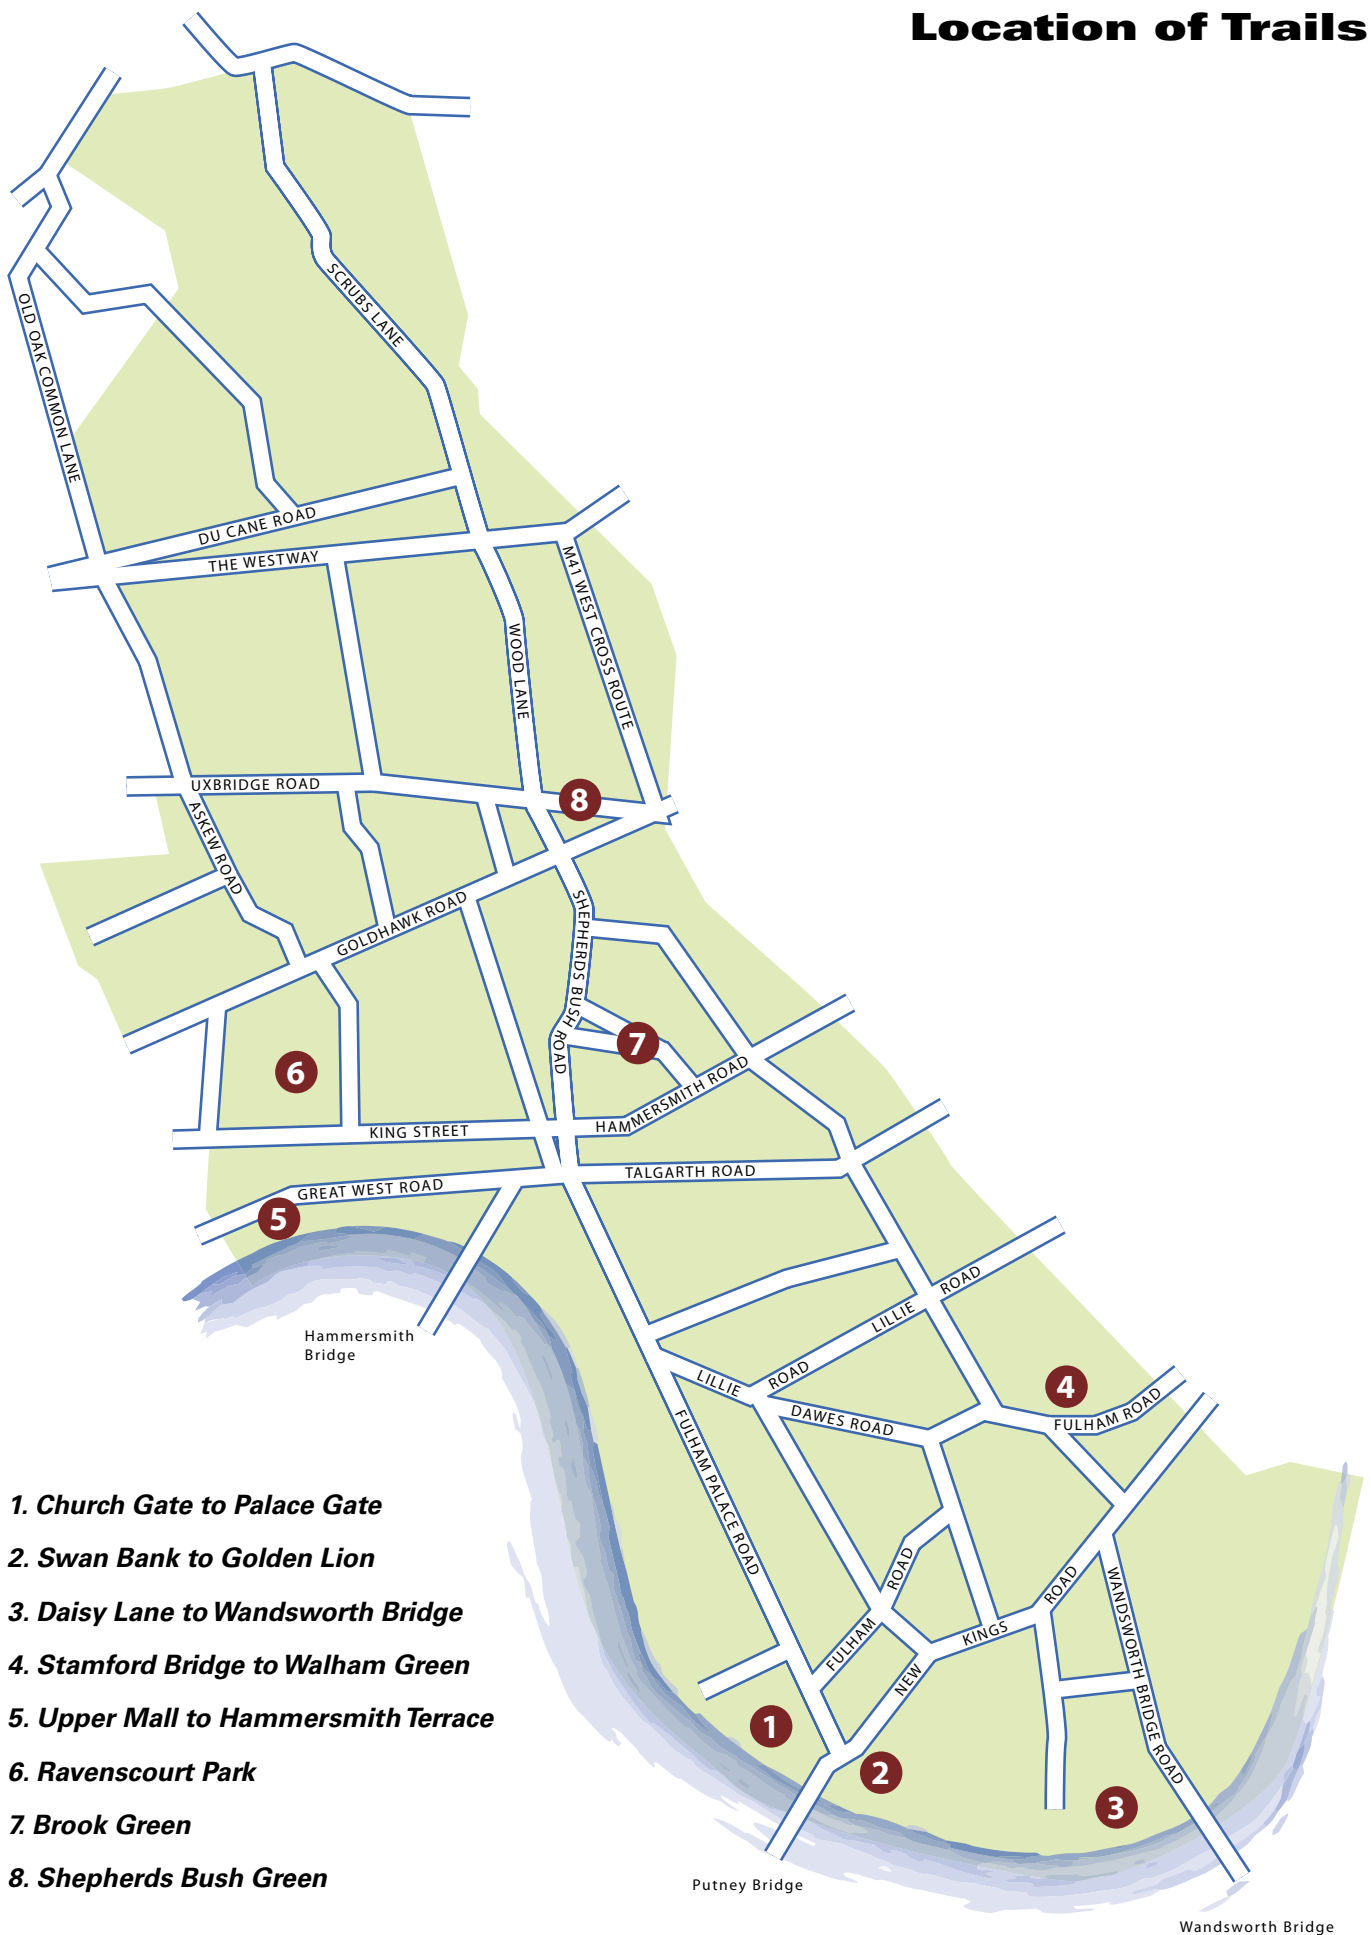 Location of Trails
SCRUBS LANE
OLD OAK COMMON LANE
DU CANE ROAD
THE WESTWAY
M41 WEST CROSS ROUTE
WOOD LANE
UXBRIDGE ROAD
8
ASKEW ROAD
GOLDHAWK ROAD
SHEPHERDS BUSH ROAD
7
6
HAMMERSMITH ROAD
KING STREET
TALGARTH ROAD
GREAT WEST ROAD
5
LILLIE ROAD
Hammersmith
Bridge
LILLIE ROAD
4
DAWES ROAD
FULHAM ROAD
FULHAM PALACE ROAD
FULHAM ROAD
NEW KINGS ROAD
WANDSWORTH BRIDGE ROAD
1
2
3
Putney Bridge
Wandsworth Bridge
1. Church Gate to Palace Gate
2. Swan Bank to Golden Lion
3. Daisy Lane to Wandsworth Bridge
4. Stamford Bridge to Walham Green
5. Upper Mall to Hammersmith Terrace
6. Ravenscourt Park
7. Brook Green
8. Shepherds Bush Green